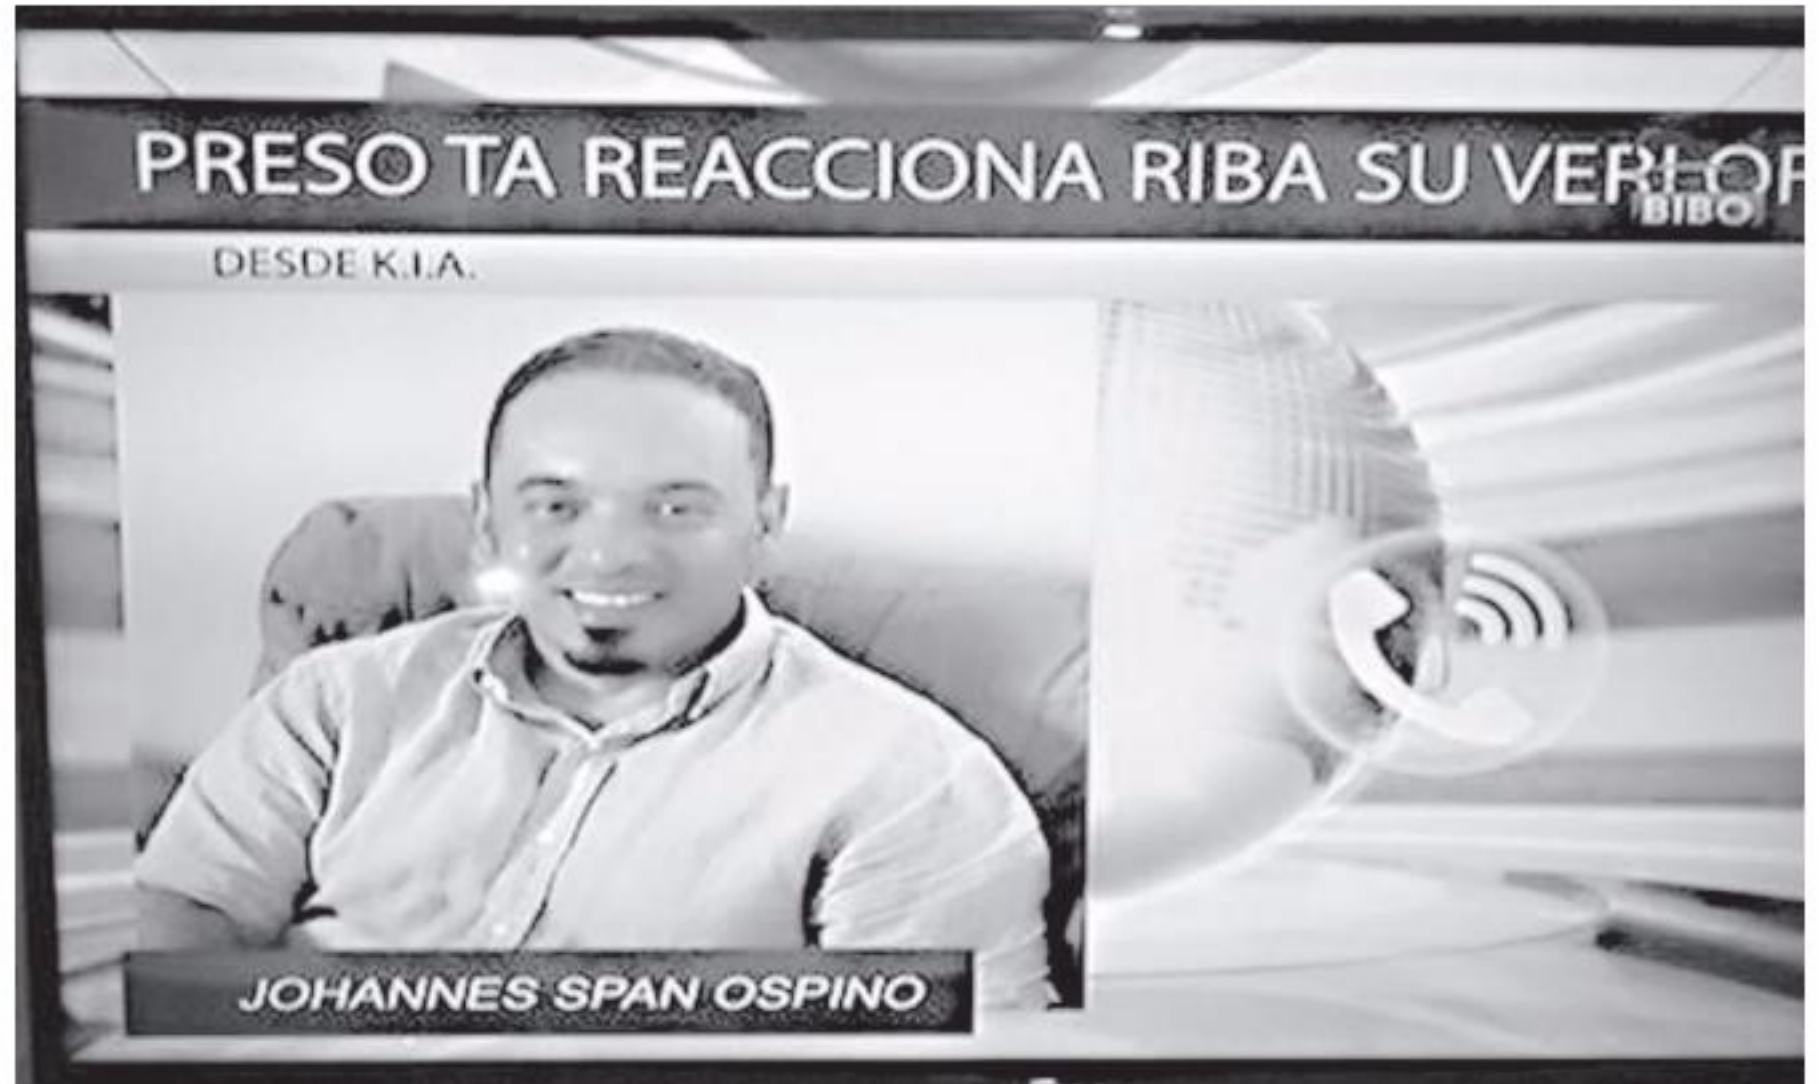 PRESO TA REACCIONA RIBA SU
BIBO
DESDE K.I.A.
JOHANNES SPAN OSPINO